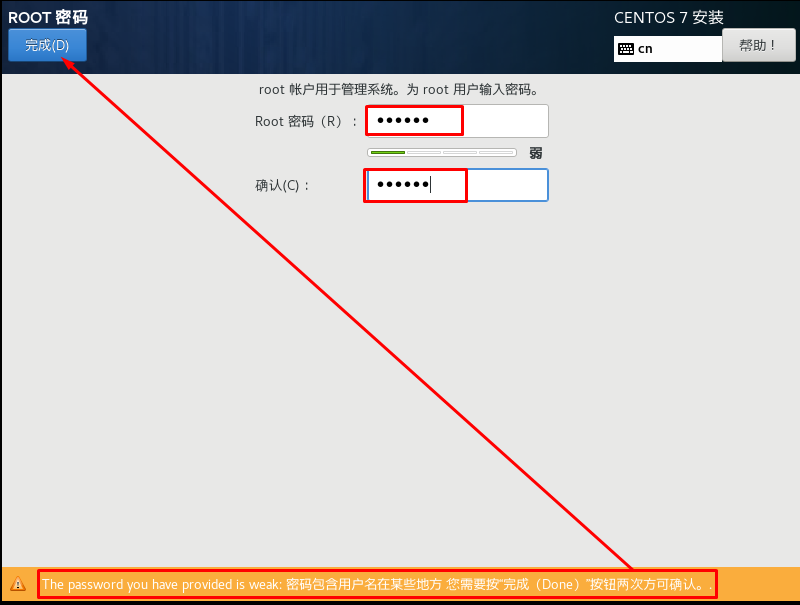 ROOT 密码
CENTOS 7 安装
完成(D)
cn
帮助！
root 帐户用于管理系统。为 root 用户输入密码。
Root 密码（R）：
●●●●●●
弱
确认(C)：
●●●●●●
The password you have provided is weak: 密码包含用户名在某些地方 您需要按“完成（Done）”按钮两次方可确认。.